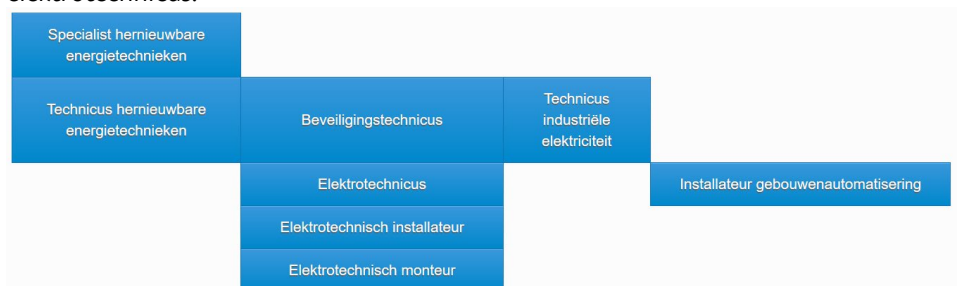 Specialist hernieuwbare
energietechnieken
Technicus hernieuwbare
energietechnieken
Beveiligingstechnicus
Technicus
industriële
elektriciteit
Elektrotechnicus
Installateur gebouwenautomatisering
Elektrotechnisch installateur
Elektrotechnisch monteur